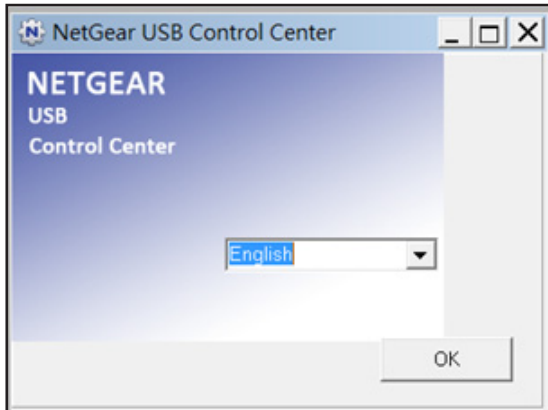 NetGear USB Control Center
NETGEAR
USB
Control Center
English
OK